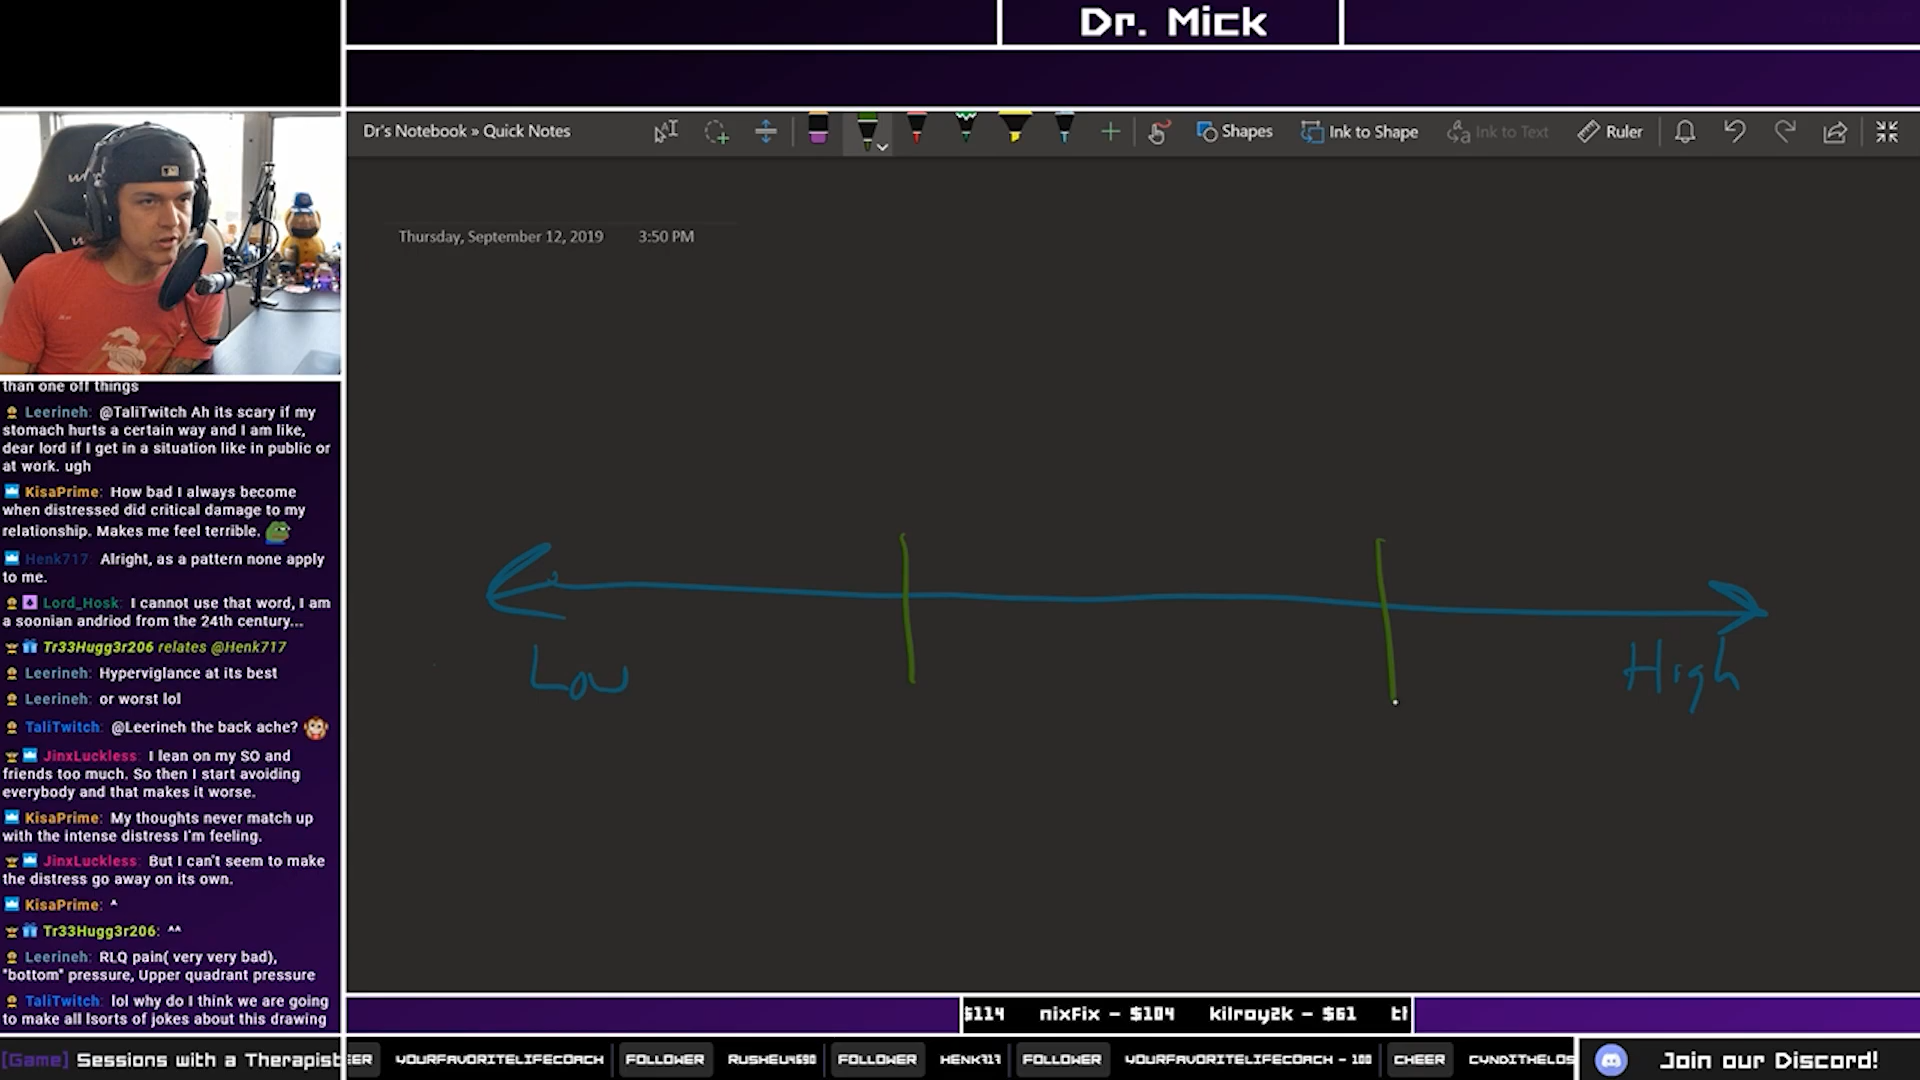 Dr. Mick
Dr's Notebook » Quick Notes
Shapes
Ink to Shape
Ink to Text
Ruler
Thursday, September 12, 2019 3:50 PM
Low
High
than one off things
Leerineh: @TaliTwitch Ah its scary if my
stomach hurts a certain way and I am like,
dear lord if I get in a situation like in public or
at work. ugh
KisaPrime: How bad I always become
when distressed did critical damage to my
relationship. Makes me feel terrible.
Henk717: Alright, as a pattern none apply
to me.
Lord_Hosk: I cannot use that word, I am
a soonian andriod from the 24th century...
Tr33Hugg3r206 relates @Henk717
Leerineh: Hyperviglance at its best
Leerineh: or worst lol
TaliTwitch: @Leerineh the back ache?
JinxLuckless: I lean on my SO and
friends too much. So then I start avoiding
everybody and that makes it worse.
KisaPrime: My thoughts never match up
with the intense distress I'm feeling.
JinxLuckless: But I can't seem to make
the distress go away on its own.
KisaPrime: ^
Tr33Hugg3r206: ^^
Leerineh: RLQ pain( very very bad),
"bottom" pressure, Upper quadrant pressure
TaliTwitch: lol why do I think we are going
to make all lsorts of jokes about this drawing
$114 nixFix - $104 kilroy2k - $61
[Game] Sessions with a Therapist
YOURFAVORITELIFECOACH FOLLOWER FOLLOWER HENK717 FOLLOWER YOURFAVORITELIFECOACH - 100 CHEER CYNDITHELOS
Join our Discord!